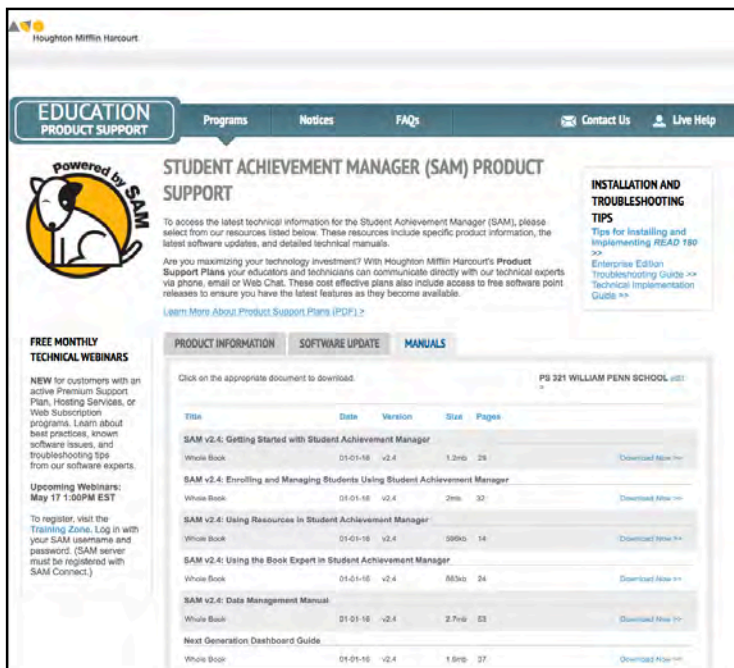 Houghton Mifflin Harcourt
EDUCATION
PRODUCT SUPPORT
Programs
Notices
FAQs
Contact Us
Live Help
Powered by SAM
STUDENT ACHIEVEMENT MANAGER (SAM) PRODUCT
SUPPORT
To access the latest technical information for the Student Achievement Manager (SAM), please
select from our resources listed below. These resources include specific product information, the
latest software updates, and detailed technical manuals.
Are you maximizing your technology investment? With Houghton Mifflin Harcourt's Product
Support Plans your educators and technicians can communicate directly with our technical experts
via phone, email or Web Chat. These cost effective plans also include access to free software point
releases to ensure you have the latest features as they become available.
Learn More About Product Support Plans (PDF) >
INSTALLATION AND
TROUBLESHOOTING
TIPS
Tips for Installing and
Implementing READ 180
>>
Enterprise Edition
Troubleshooting Guide >>
Technical Implementation
Guide >>
FREE MONTHLY
TECHNICAL WEBINARS
NEW for customers with an
active Premium Support
Plan, Hosting Services, or
Web Subscription
programs. Learn about
best practices, known
software issues, and
troubleshooting tips
from our software experts.
Upcoming Webinars:
May 17 1:00PM EST
To register, visit the
Training Zone. Log in with
your SAM username and
password. (SAM server
must be registered with
SAM Connect.)
PRODUCT INFORMATION
SOFTWARE UPDATE
MANUALS
Click on the appropriate document to download.
PS 321 WILLIAM PENN SCHOOL edit
>
Title Date Version Size Pages
SAM v2.4: Getting Started with Student Achievement Manager
Whole Book 01-01-16 v2.4 1.2mb 29 Download Now >>
SAM v2.4: Enrolling and Managing Students Using Student Achievement Manager
Whole Book 01-01-16 v2.4 2mb 32 Download Now >>
SAM v2.4: Using Resources in Student Achievement Manager
Whole Book 01-01-16 v2.4 14 Download Now >>
SAM v2.4: Using the Book Expert in Student Achievement Manager
Whole Book 01-01-16 v2.4 24 Download Now >>
SAM v2.4: Data Management Manual
Whole Book 01-01-16 v2.4 2.7mb 53 Download Now >>
Next Generation Dashboard Guide
Whole Book 01-01-16 v2.4 37 Download Now >>